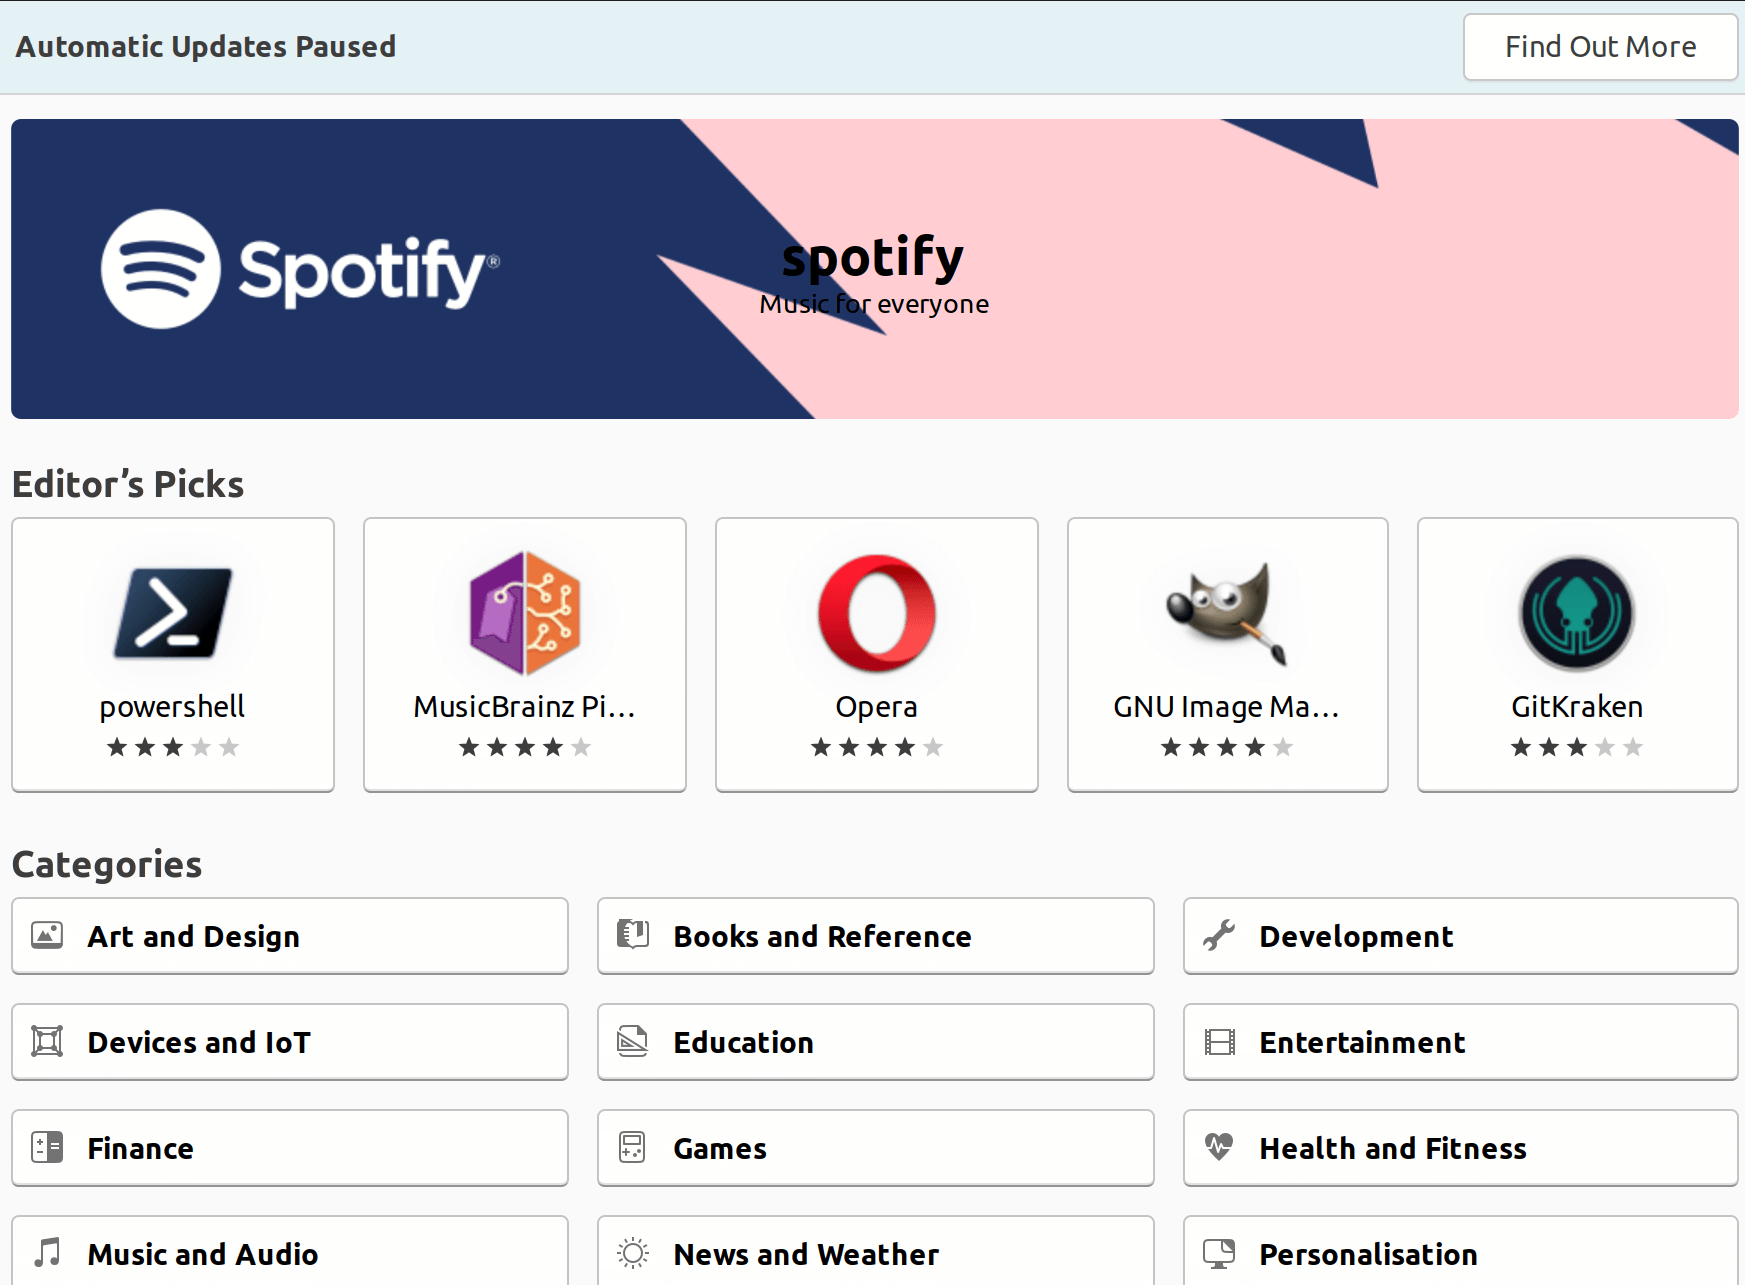 Automatic Updates Paused
Find Out More
Spotify®
spotify
Music for everyone
Editor’s Picks
powershell
MusicBrainz Pi…
Opera
GNU Image Ma…
GitKraken
Categories
Art and Design
Books and Reference
Development
Devices and IoT
Education
Entertainment
Finance
Games
Health and Fitness
Music and Audio
News and Weather
Personalisation